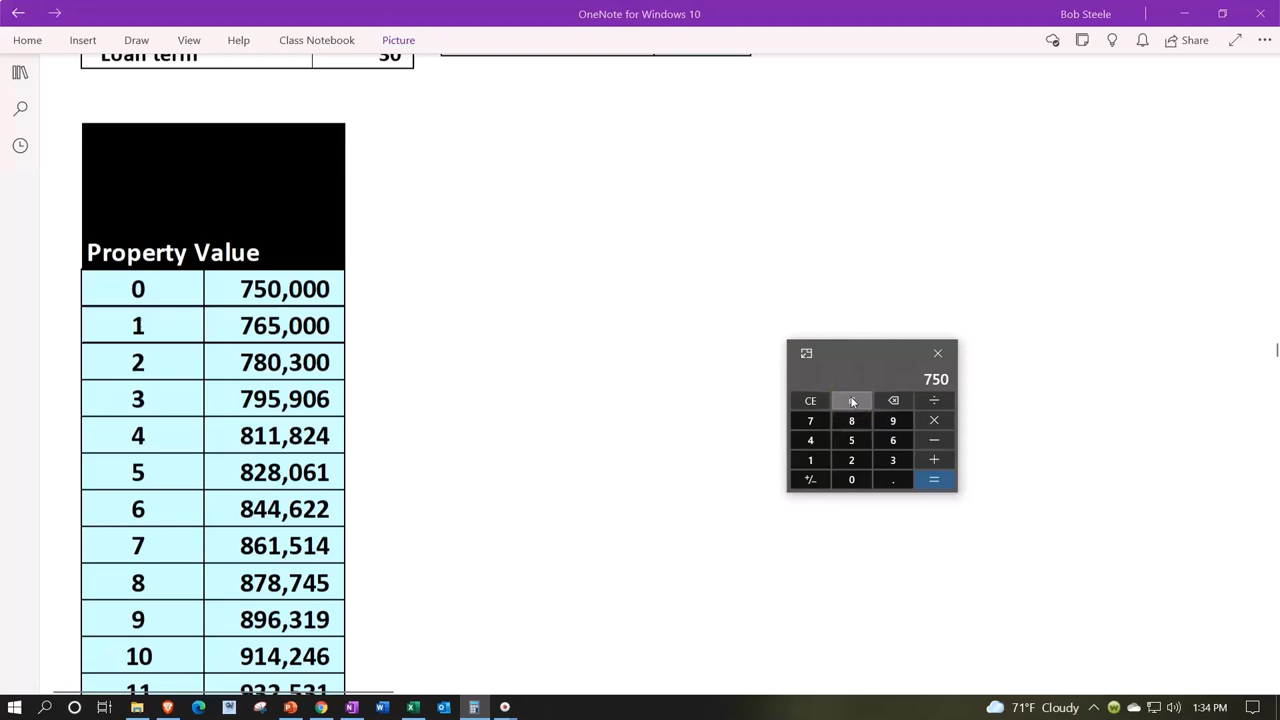 OneNote for Windows 10
Bob Steele
Home Insert Draw View Help Class Notebook Picture
Share
Loan term 30
Property Value
0 750,000
1 765,000
2 780,300
3 795,906
4 811,824
5 828,061
6 844,622
7 861,514
8 878,745
9 896,319
10 914,246
11 932,531
750
CE ÷
7 8 9 ×
4 5 6 −
1 2 3 +
+/− 0 . =
71°F Cloudy
1:34 PM